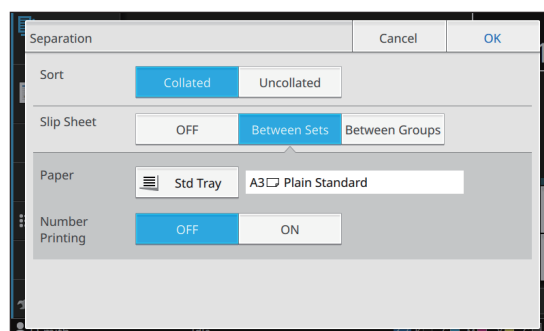 Separation Cancel OK
Sort Collated Uncollated
Slip Sheet OFF Between Sets Between Groups
Paper Std Tray A3 Plain Standard
Number
Printing OFF ON